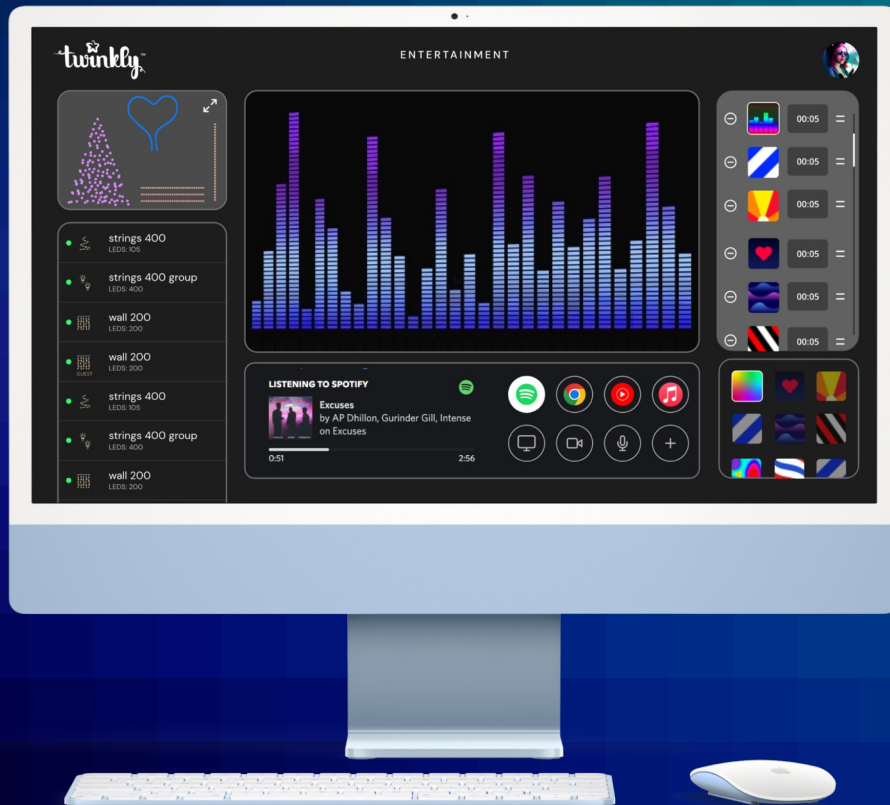 twinkly™
ENTERTAINMENT
strings 400
LEDS: 105
strings 400 group
LEDS: 400
wall 200
LEDS: 200
wall 200
LEDS: 200
GUEST
strings 400
LEDS: 105
strings 400 group
LEDS: 400
wall 200
LEDS: 200
LISTENING TO SPOTIFY
Excuses
by AP Dhillon, Gurinder Gill, Intense
on Excuses
0:51
2:56
00:05
00:05
00:05
00:05
00:05
00:05